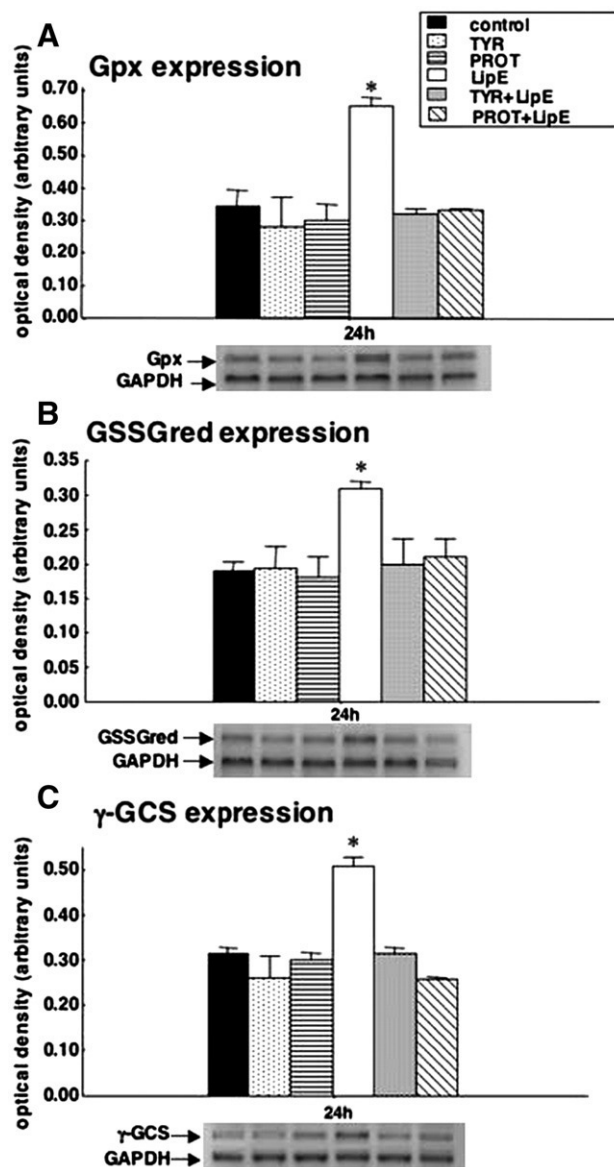 A
Gpx expression
control
TYR
PROT
LipE
TYR+LipE
PROT+LipE
optical density (arbitrary units)
0.70
0.60
0.50
0.40
0.30
0.20
0.10
0.00
*
24h
Gpx
GAPDH
B
GSSGred expression
optical density (arbitrary units)
0.35
0.30
0.25
0.20
0.15
0.10
0.05
0.00
*
24h
GSSGred
GAPDH
C
γ-GCS expression
optical density (arbitrary units)
0.50
0.40
0.30
0.20
0.10
0.00
*
24h
γ-GCS
GAPDH